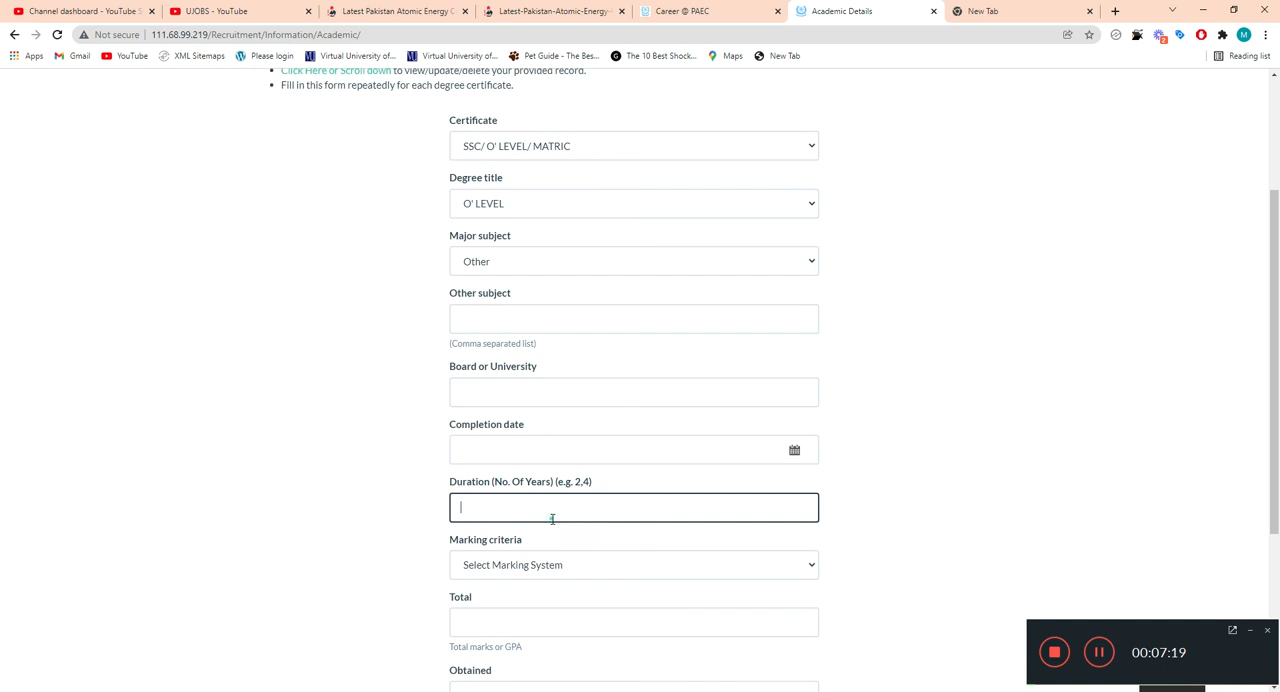 Channel dashboard - YouTube S
UJOBS - YouTube
Latest Pakistan Atomic Energy C
Latest-Pakistan-Atomic-Energy-
Career @ PAEC
Academic Details
New Tab
Not secure
111.68.99.219/Recruitment/Information/Academic/
M
Apps
Gmail
YouTube
XML Sitemaps
Please login
Virtual University of...
Virtual University of...
Pet Guide - The Bes...
The 10 Best Shock...
Maps
New Tab
Reading list
Click Here or Scroll down to view/update/delete your provided record.
Fill in this form repeatedly for each degree certificate.
Certificate
SSC/ O' LEVEL/ MATRIC
Degree title
O' LEVEL
Major subject
Other
Other subject
(Comma separated list)
Board or University
Completion date
Duration (No. Of Years) (e.g. 2,4)
Marking criteria
Select Marking System
Total
Total marks or GPA
Obtained
00:07:19